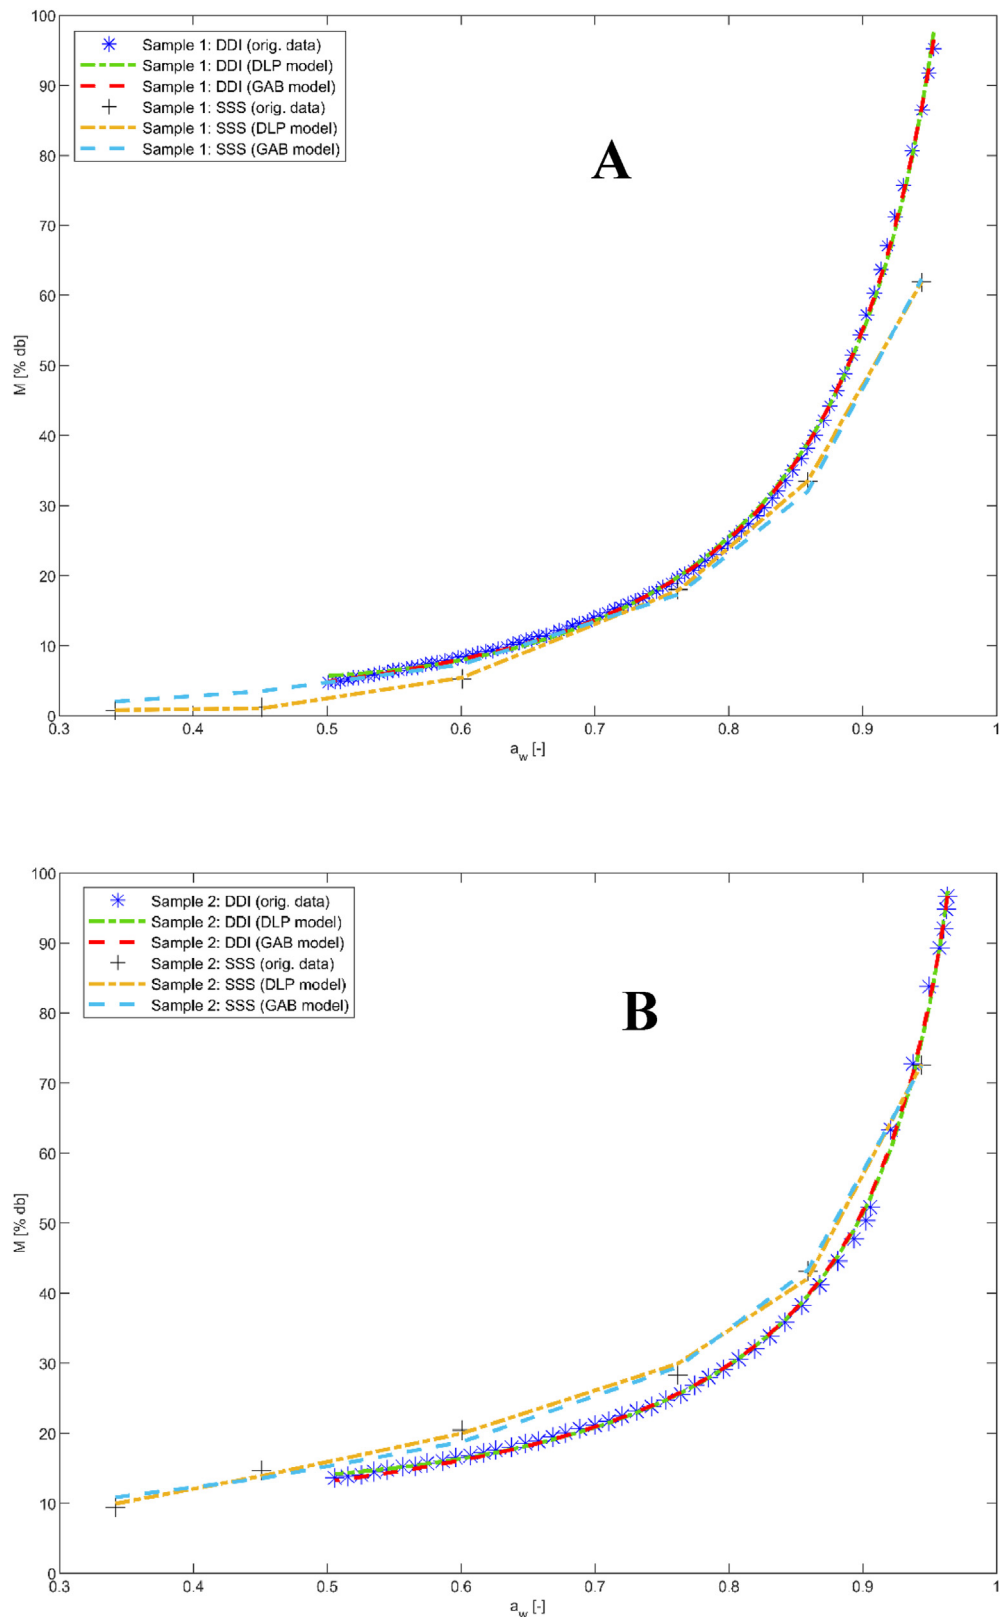 100
90
80
70
60
50
40
30
20
10
0
M [% db]
Sample 1: DDI (orig. data)
Sample 1: DDI (DLP model)
Sample 1: DDI (GAB model)
Sample 1: SSS (orig. data)
Sample 1: SSS (DLP model)
Sample 1: SSS (GAB model)
A
0.3 0.4 0.5 0.6 0.7 0.8 0.9 1
aw [-]
100
90
80
70
60
50
40
30
20
10
0
M [% db]
Sample 2: DDI (orig. data)
Sample 2: DDI (DLP model)
Sample 2: DDI (GAB model)
Sample 2: SSS (orig. data)
Sample 2: SSS (DLP model)
Sample 2: SSS (GAB model)
B
0.3 0.4 0.5 0.6 0.7 0.8 0.9 1
aw [-]